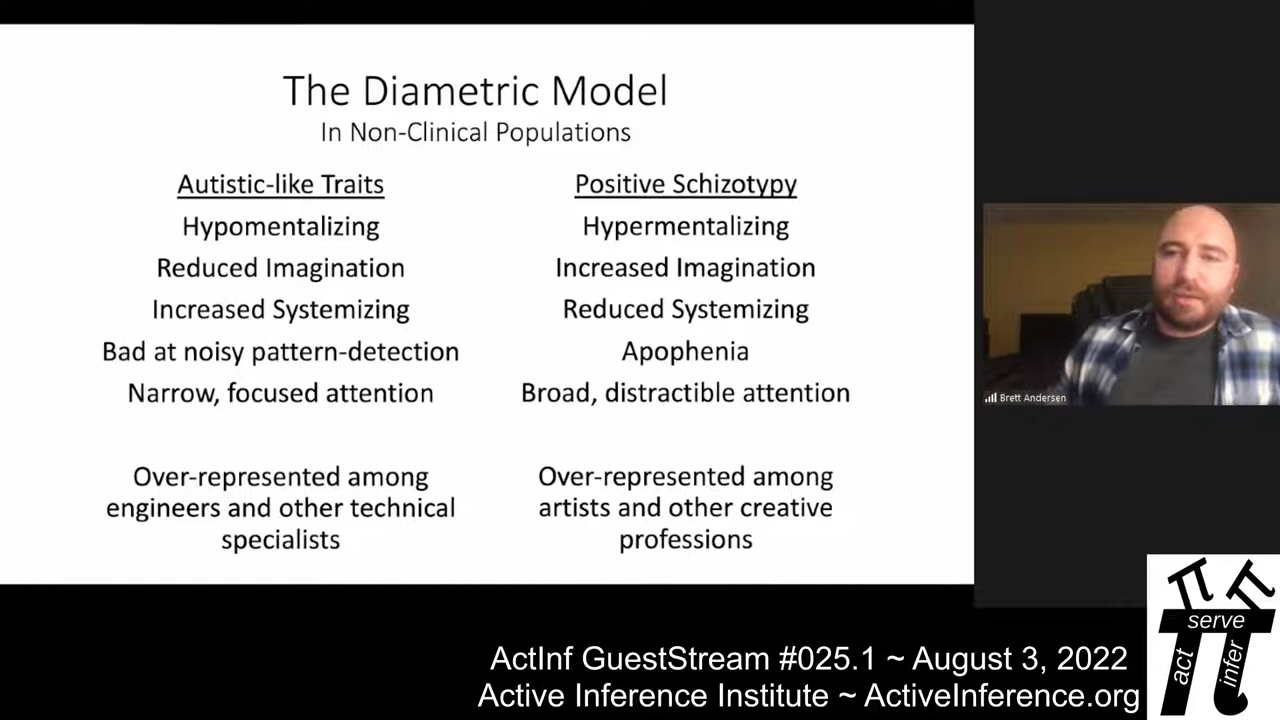 The Diametric Model
In Non-Clinical Populations
Autistic-like Traits
Hypomentalizing
Reduced Imagination
Increased Systemizing
Bad at noisy pattern-detection
Narrow, focused attention
Over-represented among
engineers and other technical
specialists
Positive Schizotypy
Hypermentalizing
Increased Imagination
Reduced Systemizing
Apophenia
Broad, distractible attention
Over-represented among
artists and other creative
professions
Brett Andersen
ActInf GuestStream #025.1 ~ August 3, 2022
Active Inference Institute ~ ActiveInference.org
π π
serve
act
infer